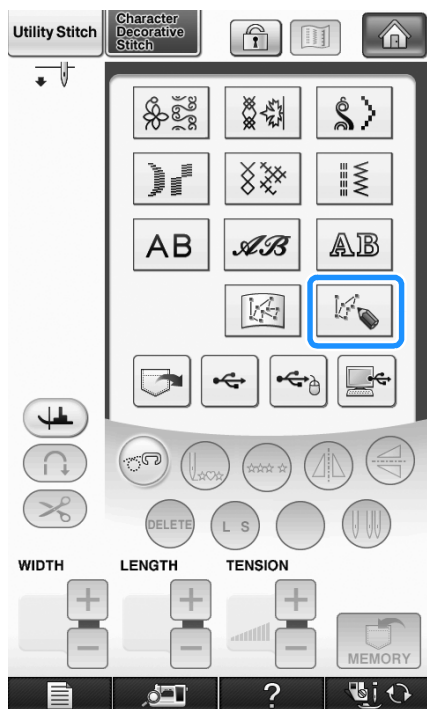 Utility Stitch
Character
Decorative
Stitch
AB
AB
AB
DELETE
L S
WIDTH
LENGTH
TENSION
MEMORY
?